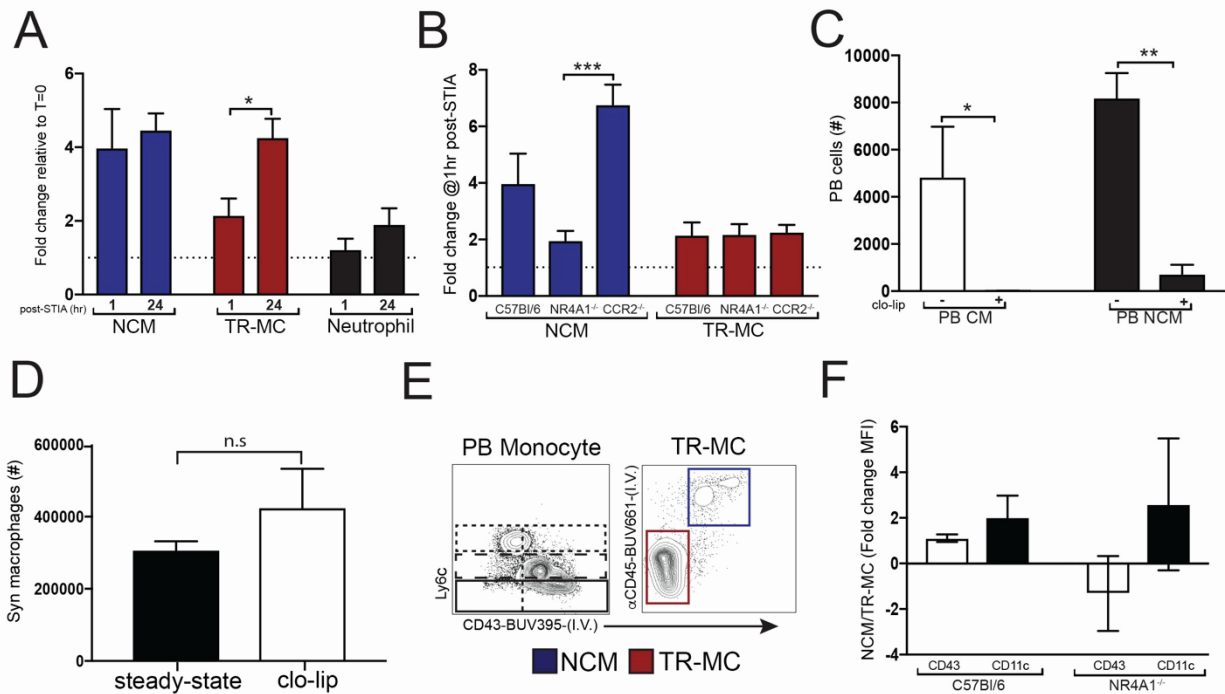 A
Fold change relative to T=0
6
4
2
0
*
post-STIA (hr)
1 24 1 24 1 24
NCM TR-MC Neutrophil
B
Fold change @1hr post-STIA
8
6
4
2
0
***
C57Bl/6 NR4A1-/- CCR2-/- C57Bl/6 NR4A1-/- CCR2-/-
NCM TR-MC
C
PB cells (#)
10000
8000
6000
4000
2000
0
* **
clo-lip - + - +
PB CM PB NCM
D
Syn macrophages (#)
600000
400000
200000
0
n.s
steady-state clo-lip
E
PB Monocyte TR-MC
Ly6c
αCD45-BUV661-(I.V.)
CD43-BUV395-(I.V.)
NCM TR-MC
F
NCM/TR-MC (Fold change MFI)
6
4
2
0
-2
-4
CD43 CD11c CD43 CD11c
C57Bl/6 NR4A1-/-